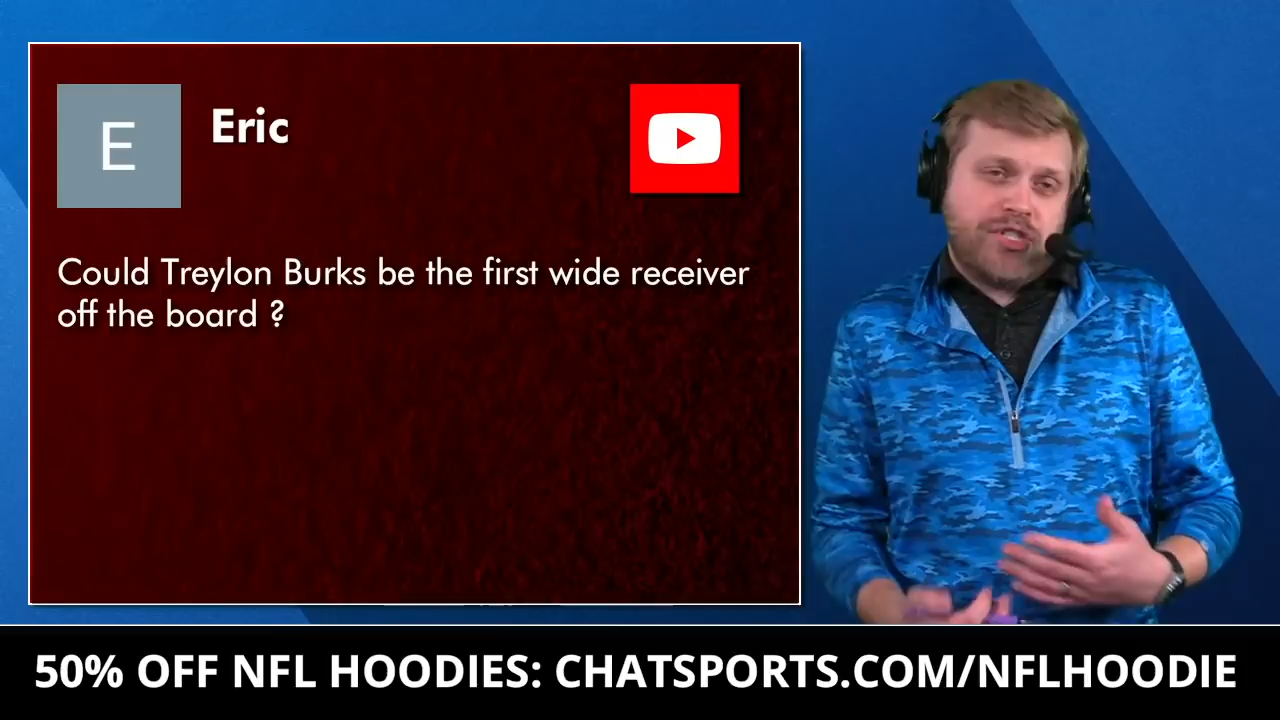 E
Eric
Could Treylon Burks be the first wide receiver
off the board ?
50% OFF NFL HOODIES: CHATSPORTS.COM/NFLHOODIE